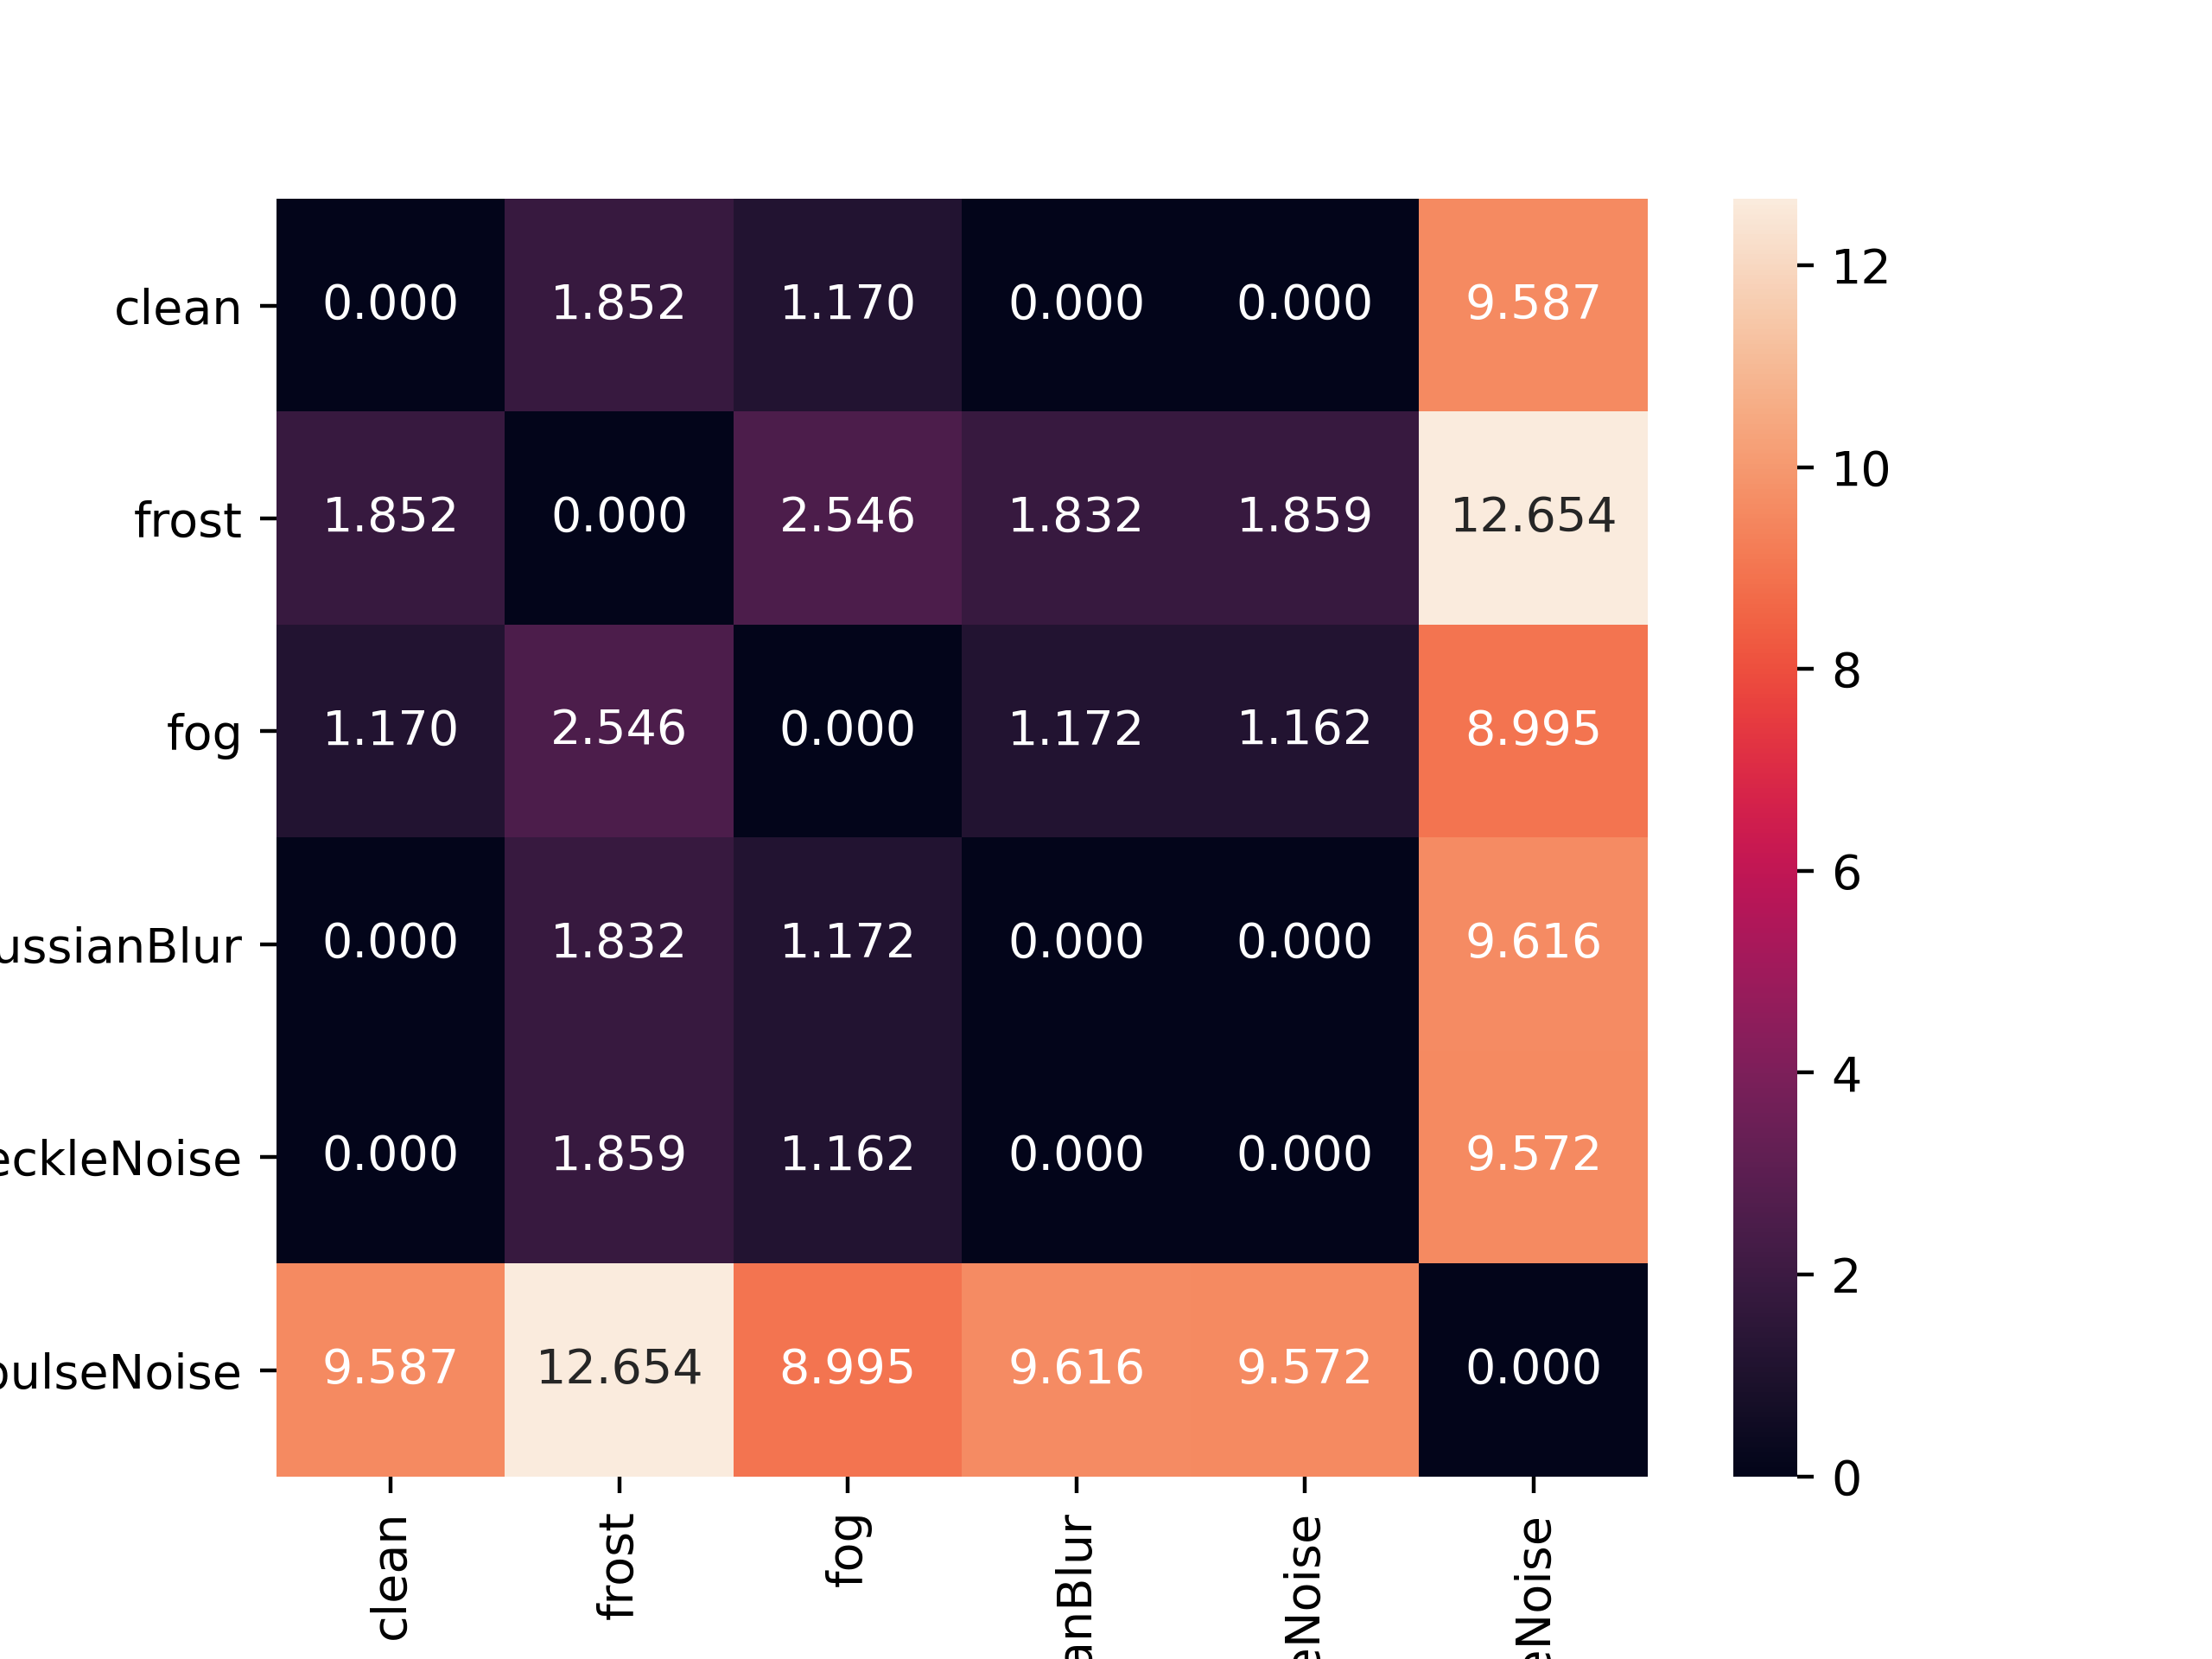 12
clean 0.000 1.852 1.170 0.000 0.000 9.587
10
frost 1.852 0.000 2.546 1.832 1.859 12.654
8
fog 1.170 2.546 0.000 1.172 1.162 8.995
6
ussianBlur 0.000 1.832 1.172 0.000 0.000 9.616
4
eckleNoise 0.000 1.859 1.162 0.000 0.000 9.572
2
pulseNoise 9.587 12.654 8.995 9.616 9.572 0.000
0
clean frost fog anBlur eNoise eNoise